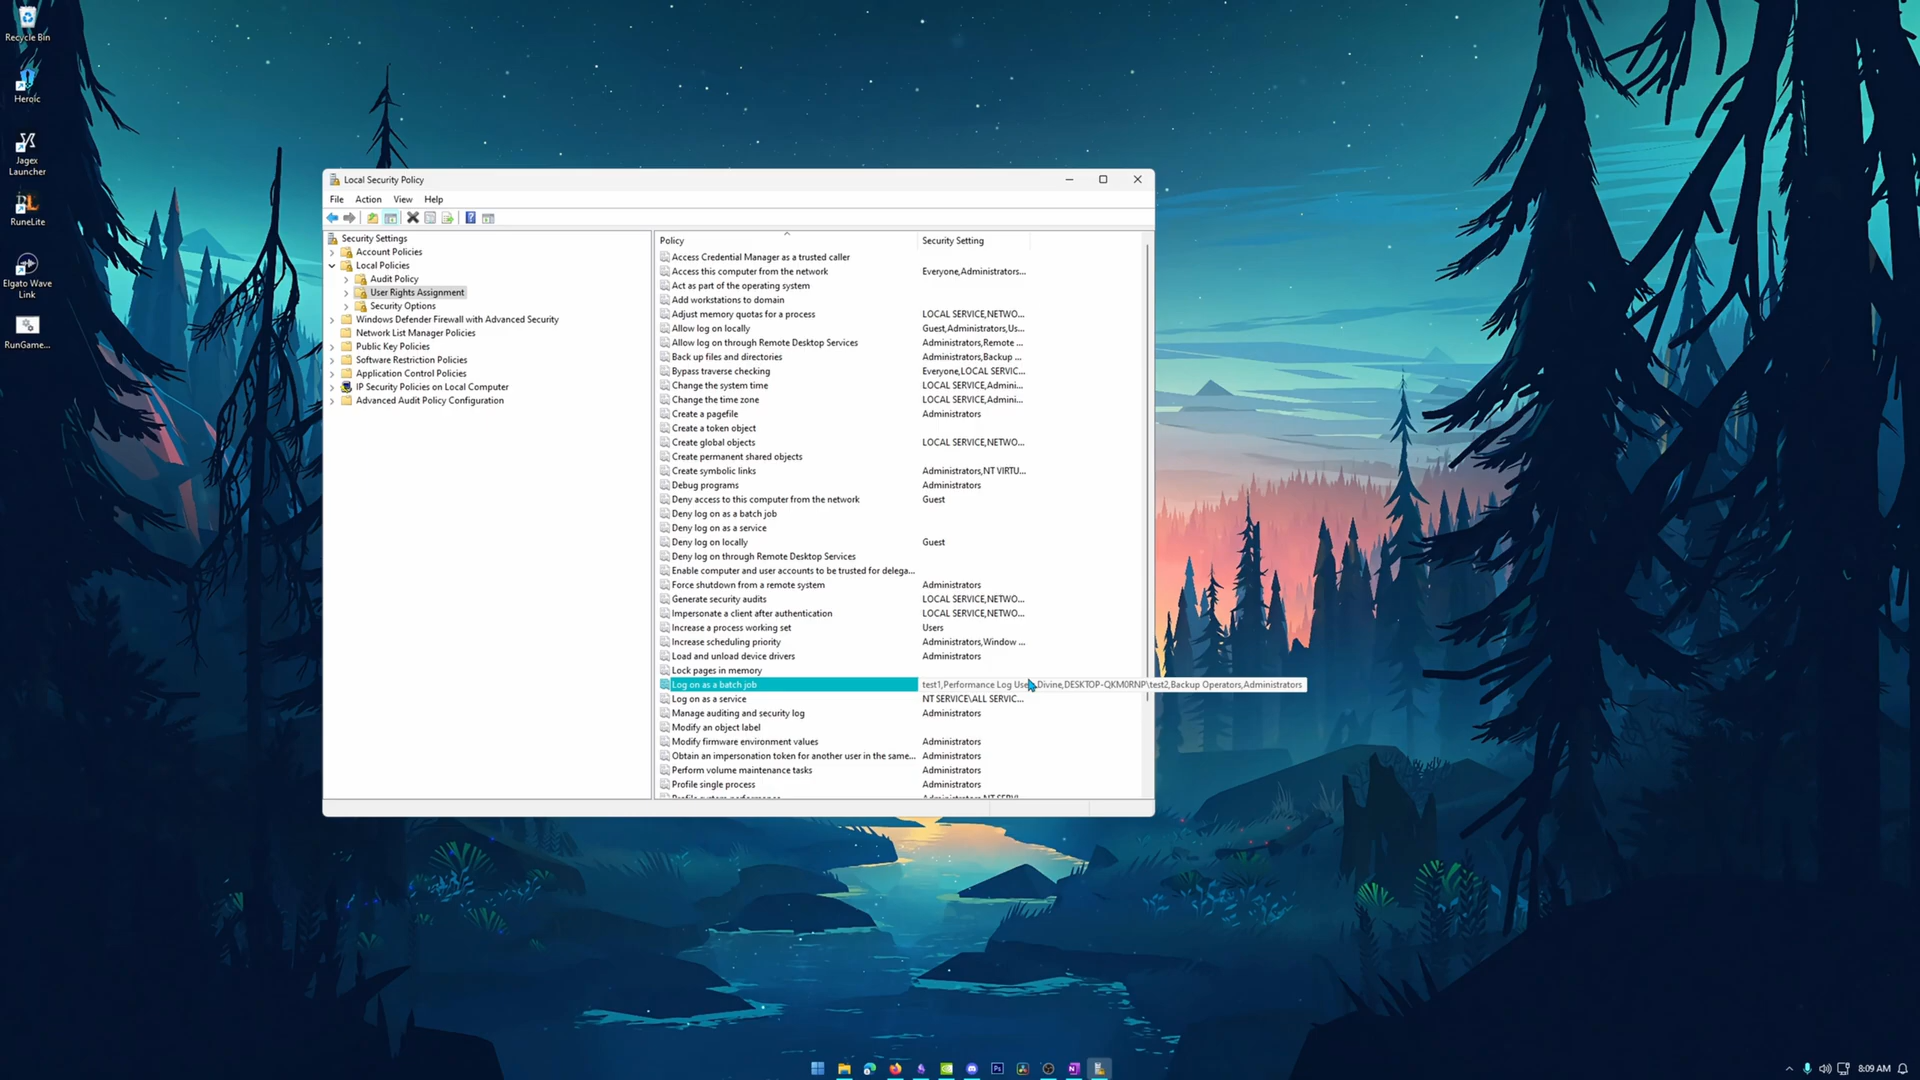 Recycle Bin
Heroic
Jagex
Launcher
RuneLite
Elgato Wave
Link
RunGame...
Local Security Policy
File Action View Help
Security Settings
Account Policies
Local Policies
Audit Policy
User Rights Assignment
Security Options
Windows Defender Firewall with Advanced Security
Network List Manager Policies
Public Key Policies
Software Restriction Policies
Application Control Policies
IP Security Policies on Local Computer
Advanced Audit Policy Configuration
Policy Security Setting
Access Credential Manager as a trusted caller
Access this computer from the network Everyone,Administrators...
Act as part of the operating system
Add workstations to domain
Adjust memory quotas for a process LOCAL SERVICE,NETWO...
Allow log on locally Guest,Administrators,Us...
Allow log on through Remote Desktop Services Administrators,Remote ...
Back up files and directories Administrators,Backup ...
Bypass traverse checking Everyone,LOCAL SERVIC...
Change the system time LOCAL SERVICE,Admini...
Change the time zone LOCAL SERVICE,Admini...
Create a pagefile Administrators
Create a token object
Create global objects LOCAL SERVICE,NETWO...
Create permanent shared objects
Create symbolic links Administrators,NT VIRTU...
Debug programs Administrators
Deny access to this computer from the network Guest
Deny log on as a batch job
Deny log on as a service
Deny log on locally Guest
Deny log on through Remote Desktop Services
Enable computer and user accounts to be trusted for delega...
Force shutdown from a remote system Administrators
Generate security audits LOCAL SERVICE,NETWO...
Impersonate a client after authentication LOCAL SERVICE,NETWO...
Increase a process working set Users
Increase scheduling priority Administrators,Window ...
Load and unload device drivers Administrators
Lock pages in memory
Log on as a batch job test1,Performance Log Use Divine,DESKTOP-QKM0RNP\test2,Backup Operators,Administrators
Log on as a service NT SERVICE\ALL SERVIC...
Manage auditing and security log Administrators
Modify an object label
Modify firmware environment values Administrators
Obtain an impersonation token for another user in the same... Administrators
Perform volume maintenance tasks Administrators
Profile single process Administrators
8:09 AM